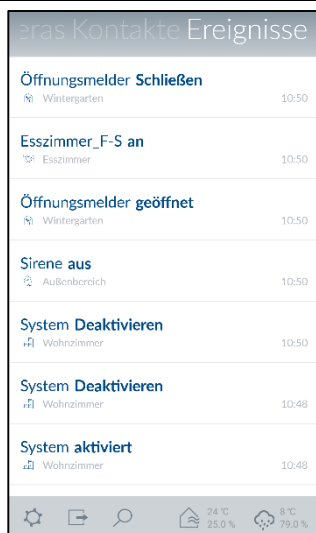 eras Kontakte Ereignisse
Öffnungsmelder Schließen
Wintergarten 10:50
Esszimmer_F-S an
Esszimmer 10:50
Öffnungsmelder geöffnet
Wintergarten 10:50
Sirene aus
Außenbereich 10:50
System Deaktivieren
Wohnzimmer 10:50
System Deaktivieren
Wohnzimmer 10:48
System aktiviert
Wohnzimmer 10:48
24 °C 8 °C
25.0 % 79.0 %